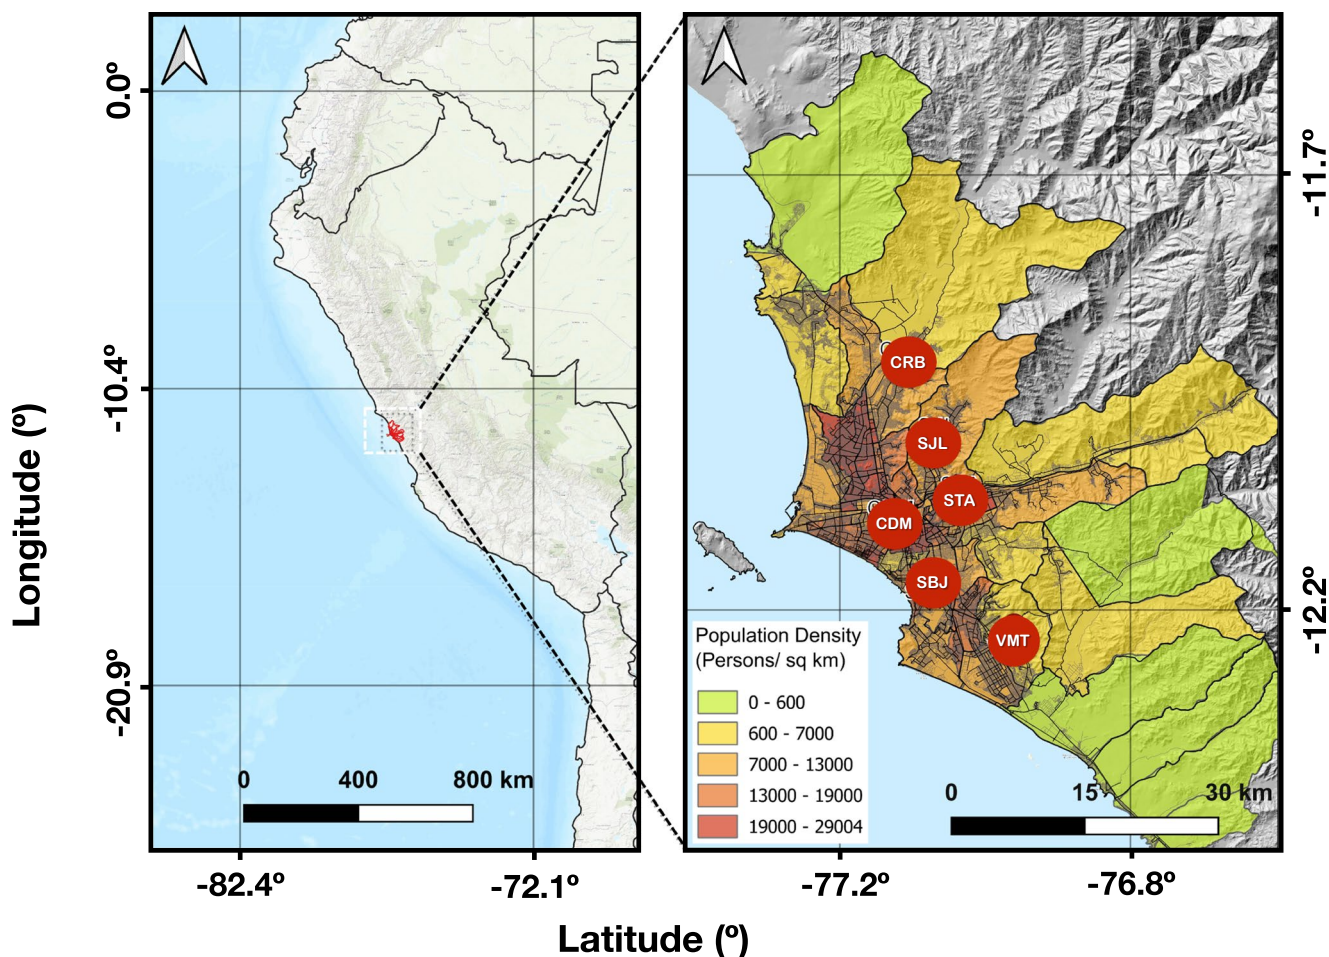 0.0º
-10.4º
-20.9º
Longitude (º)
0 400 800 km
-82.4º -72.1º
CRB
SJL
STA
CDM
SBJ
VMT
Population Density
(Persons/ sq km)
0 - 600
600 - 7000
7000 - 13000
13000 - 19000
19000 - 29004
0 15 30 km
-11.7º
-12.2º
-77.2º -76.8º
Latitude (º)